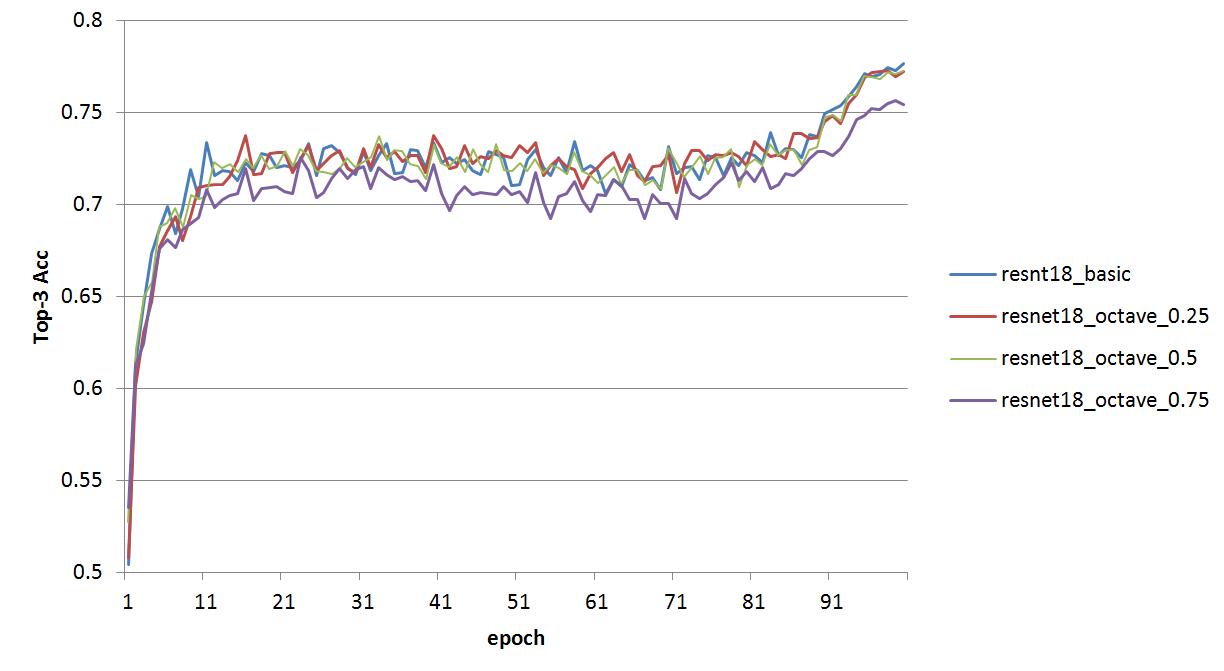 0.8
0.75
0.7
0.65
0.6
0.55
0.5
Top-3 Acc
1 11 21 31 41 51 61 71 81 91
epoch
resnt18_basic
resnet18_octave_0.25
resnet18_octave_0.5
resnet18_octave_0.75